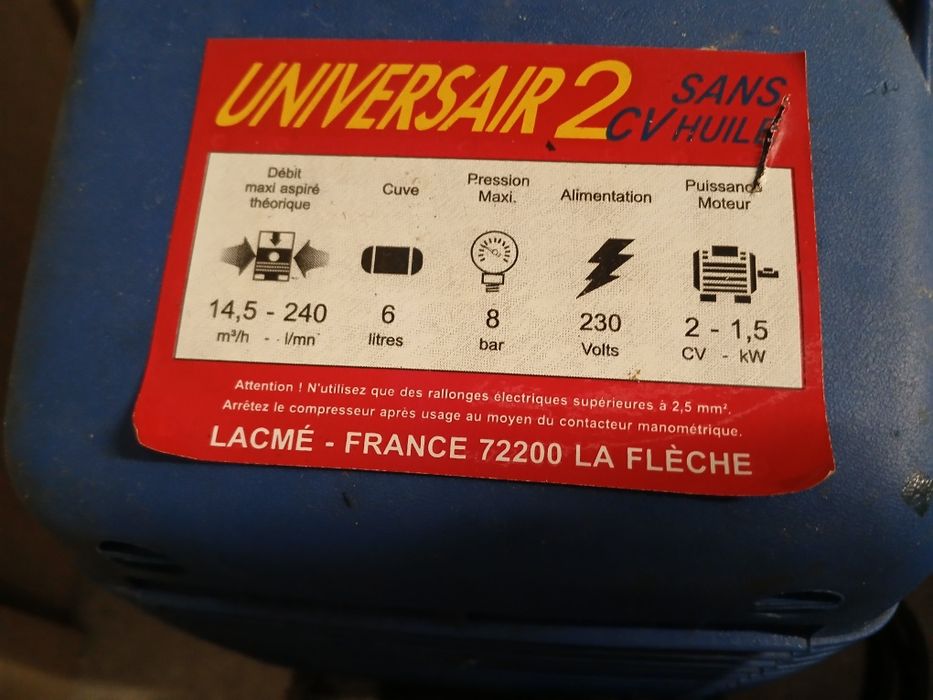 UNIVERSAIR 2 CV SANS HUILE
Débit maxi aspiré théorique
Cuve
Pression Maxi.
Alimentation
Puissance Moteur
14,5 - 240
6
8
230
2 - 1,5
m³/h - l/mn
litres
bar
Volts
CV - kW
Attention ! N'utilisez que des rallonges électriques supérieures à 2,5 mm².
Arrêtez le compresseur après usage au moyen du contacteur manométrique.
LACMÉ - FRANCE 72200 LA FLÈCHE